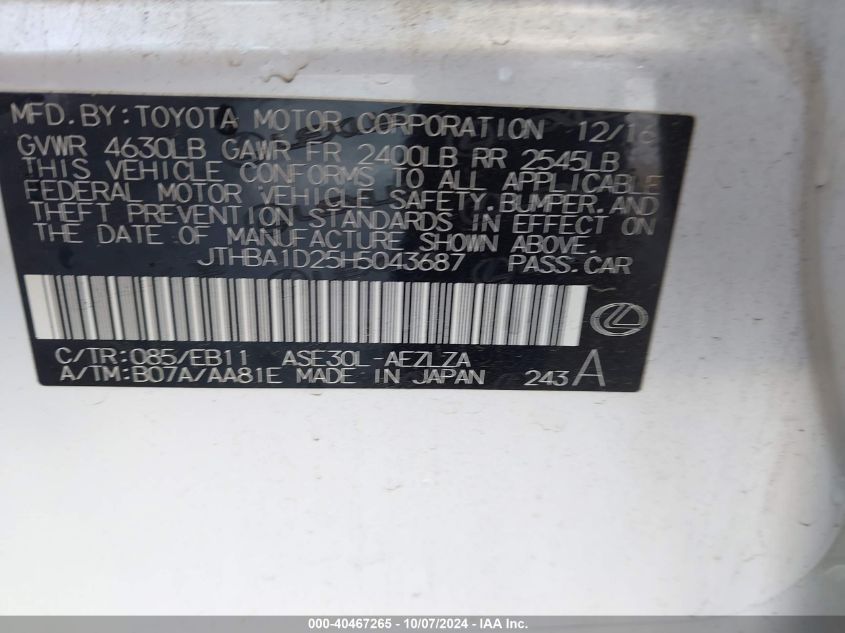 MFD.BY:TOYOTA MOTOR CORPORATION 12/16
GVWR 4630LB GAWR FR 2400LB RR 2545LB
THIS VEHICLE CONFORMS TO ALL APPLICABLE
FEDERAL MOTOR VEHICLE SAFETY,BUMPER,AND
THEFT PREVENTION STANDARDS IN EFFECT ON
THE DATE OF MANUFACTURE SHOWN ABOVE.
JTHBA1D25H5043687 PASS.CAR
C/TR:085/EB11 ASE30L-AEZLZA
A/TM:B07A/AA81E MADE IN JAPAN 243A
000-40467265 - 10/07/2024 - IAA Inc.